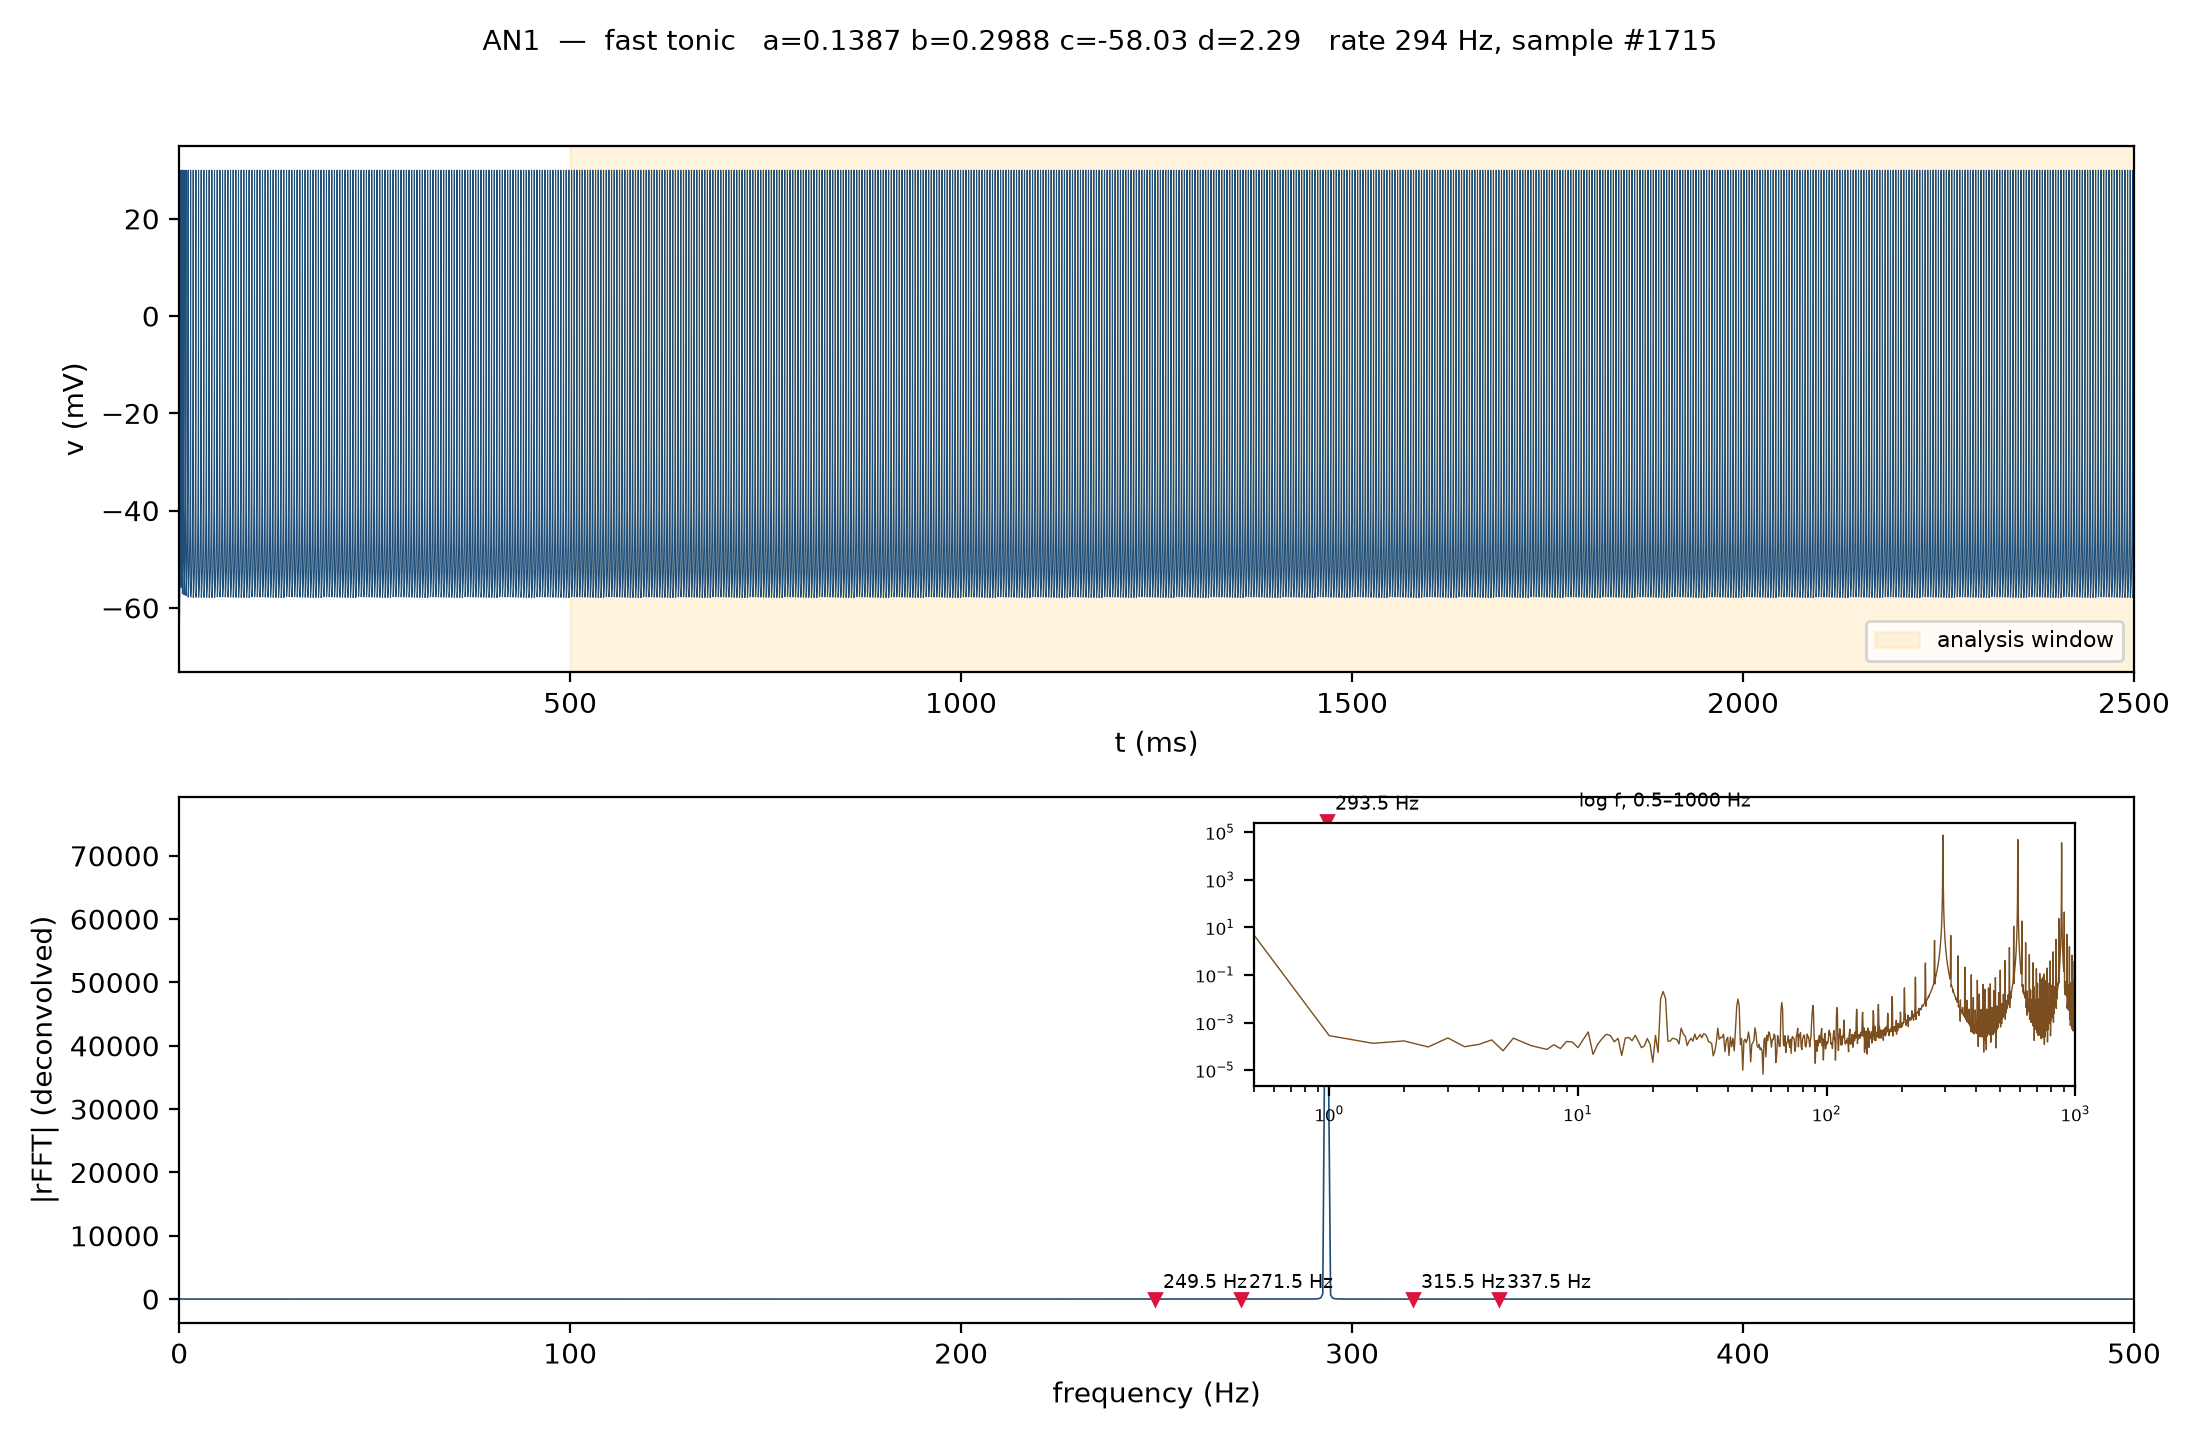 AN1 — fast tonic a=0.1387 b=0.2988 c=-58.03 d=2.29 rate 294 Hz, sample #1715
v (mV)
20
0
−20
−40
−60
analysis window
500
1000
1500
2000
2500
t (ms)
|rFFT| (deconvolved)
70000
60000
50000
40000
30000
20000
10000
0
293.5 Hz
log f, 0.5–1000 Hz
10^5
10^3
10^1
10^−1
10^−3
10^−5
10^0
10^1
10^2
10^3
249.5 Hz
271.5 Hz
315.5 Hz
337.5 Hz
0
100
200
300
400
500
frequency (Hz)